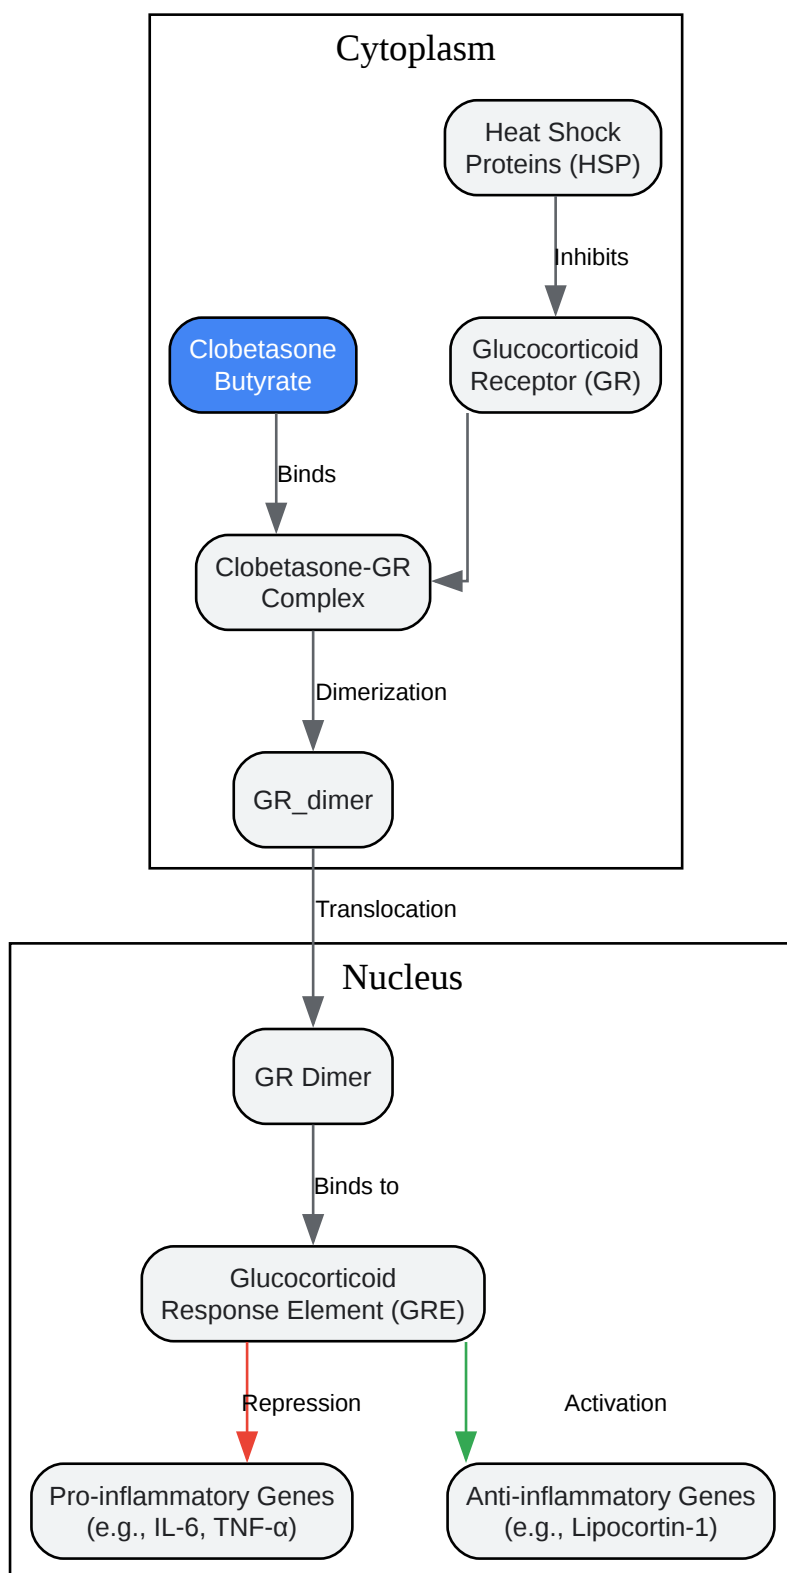 Cytoplasm
Heat Shock
Proteins (HSP)
Inhibits
Clobetasone
Butyrate
Glucocorticoid
Receptor (GR)
Binds
Clobetasone-GR
Complex
Dimerization
GR_dimer
Translocation
Nucleus
GR Dimer
Binds to
Glucocorticoid
Response Element (GRE)
Repression
Activation
Pro-inflammatory Genes
(e.g., IL-6, TNF-α)
Anti-inflammatory Genes
(e.g., Lipocortin-1)